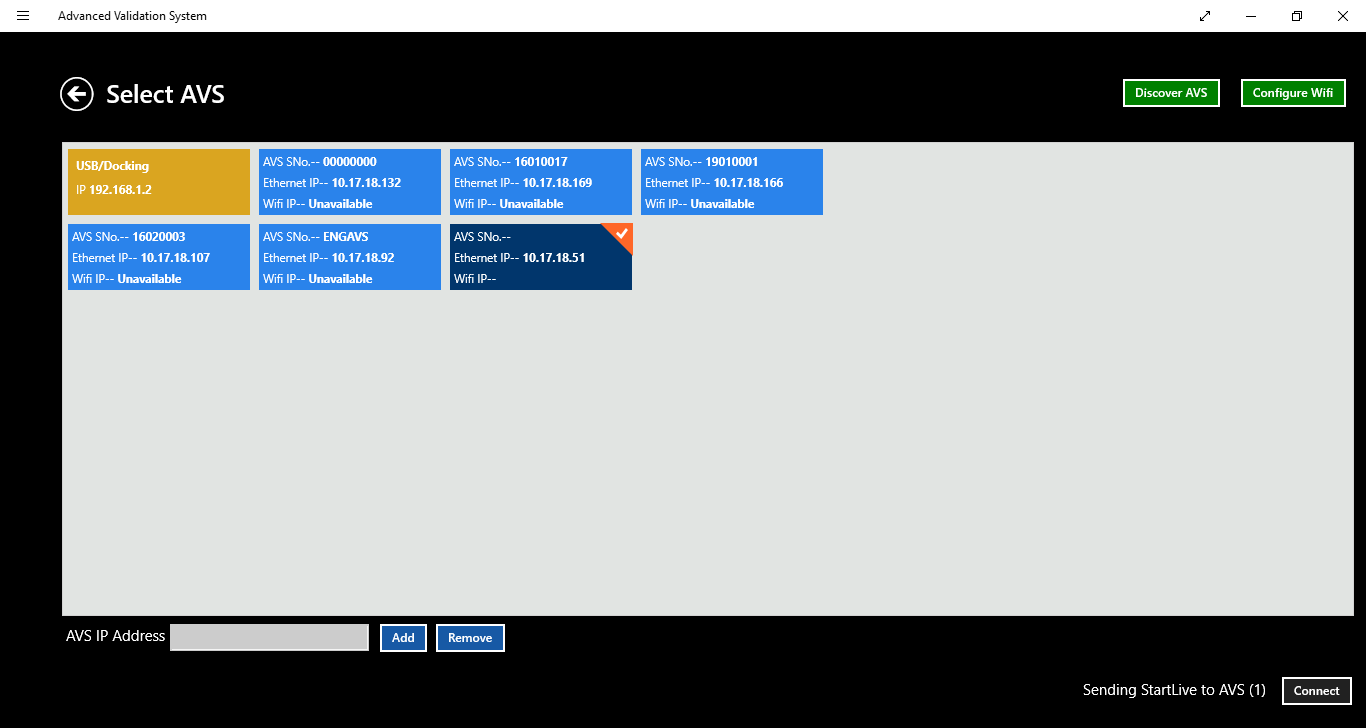 Advanced Validation System
Select AVS
Discover AVS
Configure Wifi
USB/Docking
IP 192.168.1.2
AVS SNo.-- 00000000
Ethernet IP-- 10.17.18.132
Wifi IP-- Unavailable
AVS SNo.-- 16010017
Ethernet IP-- 10.17.18.169
Wifi IP-- Unavailable
AVS SNo.-- 19010001
Ethernet IP-- 10.17.18.166
Wifi IP-- Unavailable
AVS SNo.-- 16020003
Ethernet IP-- 10.17.18.107
Wifi IP-- Unavailable
AVS SNo.-- ENGAVS
Ethernet IP-- 10.17.18.92
Wifi IP-- Unavailable
AVS SNo.--
Ethernet IP-- 10.17.18.51
Wifi IP--
AVS IP Address
Add
Remove
Sending StartLive to AVS (1)
Connect